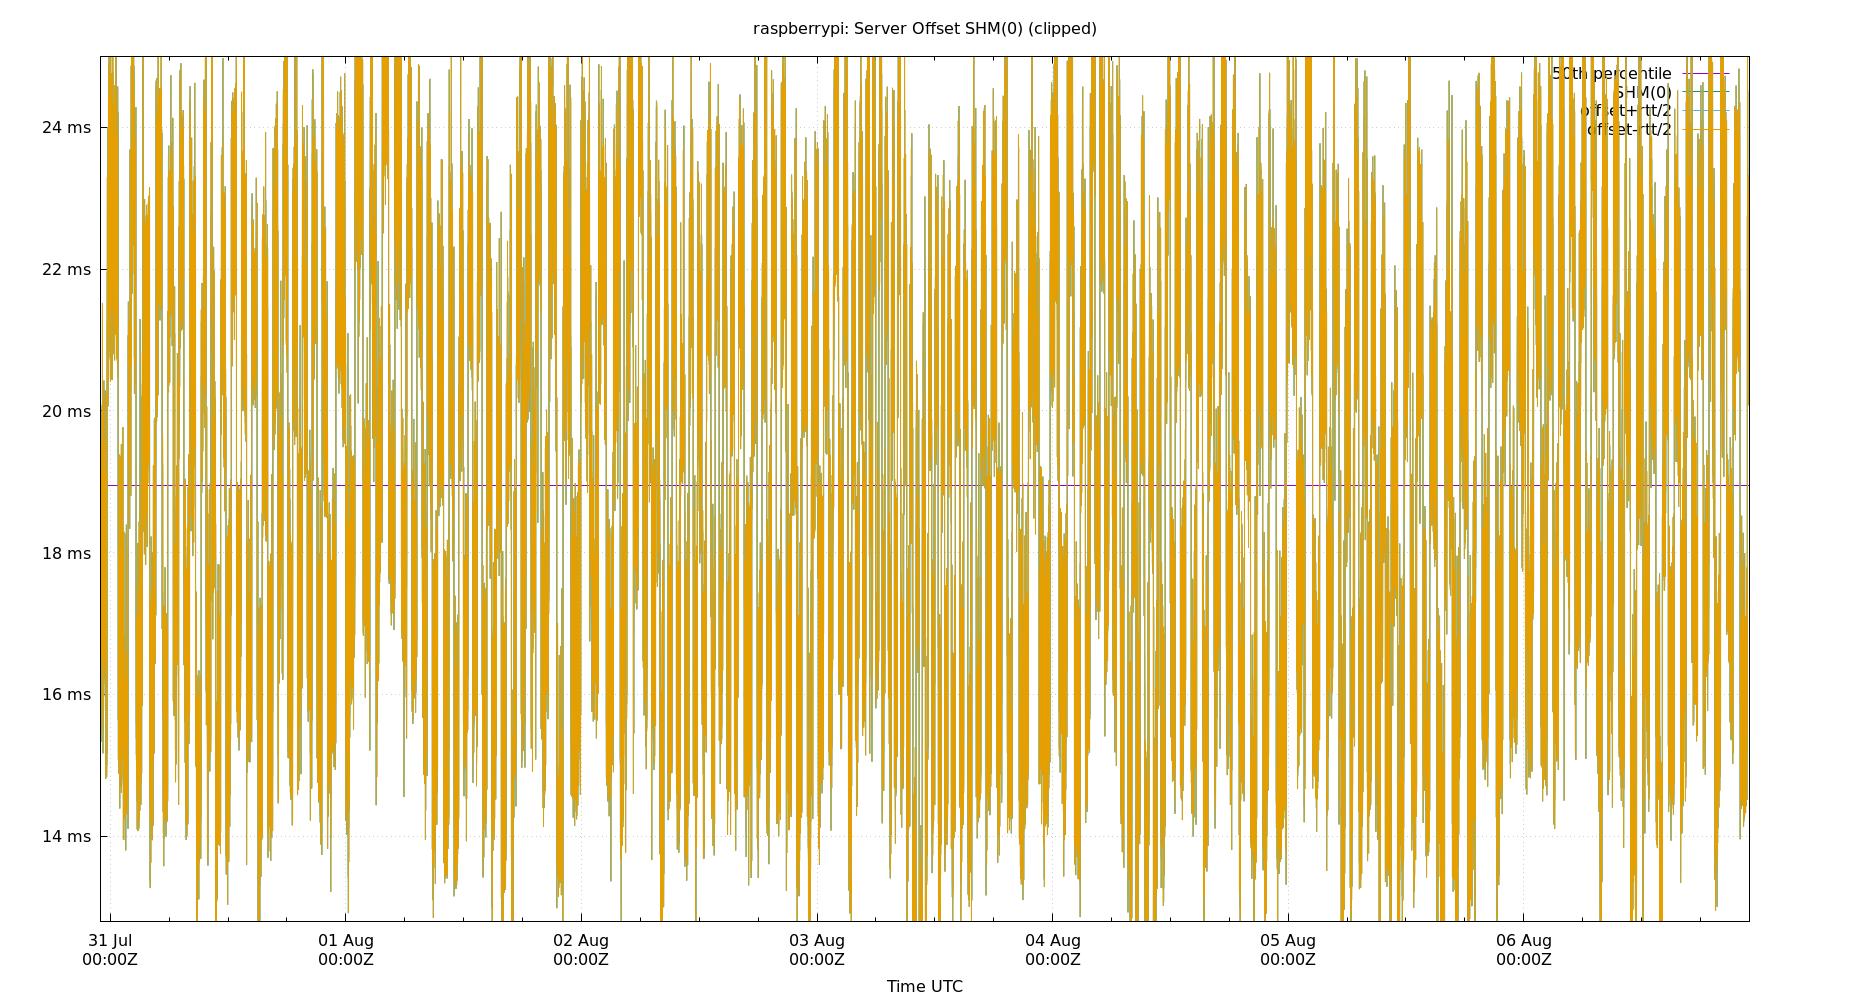 raspberrypi: Server Offset SHM(0) (clipped)
50th percentile
SHM(0)
offset+rtt/2
offset-rtt/2
24 ms
22 ms
20 ms
18 ms
16 ms
14 ms
31 Jul 01 Aug 02 Aug 03 Aug 04 Aug 05 Aug 06 Aug
00:00Z 00:00Z 00:00Z 00:00Z 00:00Z 00:00Z 00:00Z
Time UTC